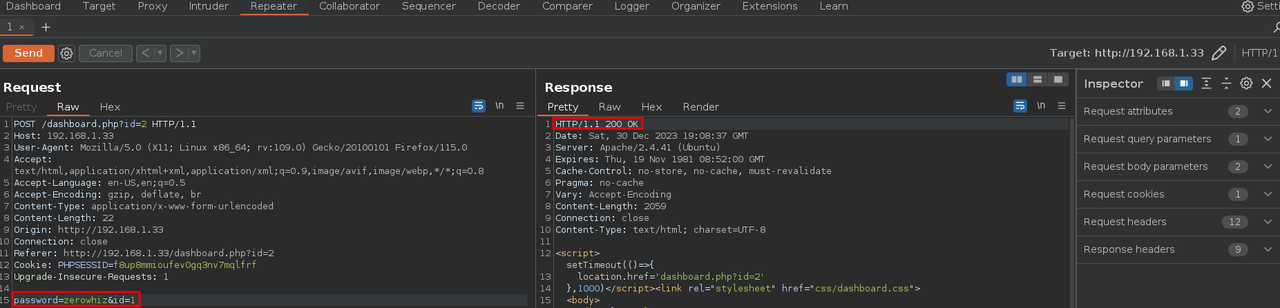 Dashboard Target Proxy Intruder Repeater Collaborator Sequencer Decoder Comparer Logger Organizer Extensions Learn
1 × +
Send Cancel < > Target: http://192.168.1.33 HTTP/1
Request
Pretty Raw Hex \n
1 POST /dashboard.php?id=2 HTTP/1.1
2 Host: 192.168.1.33
3 User-Agent: Mozilla/5.0 (X11; Linux x86_64; rv:109.0) Gecko/20100101 Firefox/115.0
4 Accept:
text/html,application/xhtml+xml,application/xml;q=0.9,image/avif,image/webp,*/*;q=0.8
5 Accept-Language: en-US,en;q=0.5
6 Accept-Encoding: gzip, deflate, br
7 Content-Type: application/x-www-form-urlencoded
8 Content-Length: 22
9 Origin: http://192.168.1.33
10 Connection: close
11 Referer: http://192.168.1.33/dashboard.php?id=2
12 Cookie: PHPSESSID=f8up8mmioufev0gq3nv7mqlfrf
13 Upgrade-Insecure-Requests: 1
14
15 password=zerowhiz&id=1
Response
Pretty Raw Hex Render \n
1 HTTP/1.1 200 OK
2 Date: Sat, 30 Dec 2023 19:08:37 GMT
3 Server: Apache/2.4.41 (Ubuntu)
4 Expires: Thu, 19 Nov 1981 08:52:00 GMT
5 Cache-Control: no-store, no-cache, must-revalidate
6 Pragma: no-cache
7 Vary: Accept-Encoding
8 Content-Length: 2059
9 Connection: close
10 Content-Type: text/html; charset=UTF-8
11
12 <script>
setTimeout(()=>{
13 location.href='dashboard.php?id=2'
14 },1000)</script><link rel="stylesheet" href="css/dashboard.css">
15 <body>
Inspector
Request attributes 2
Request query parameters 1
Request body parameters 2
Request cookies 1
Request headers 12
Response headers 9